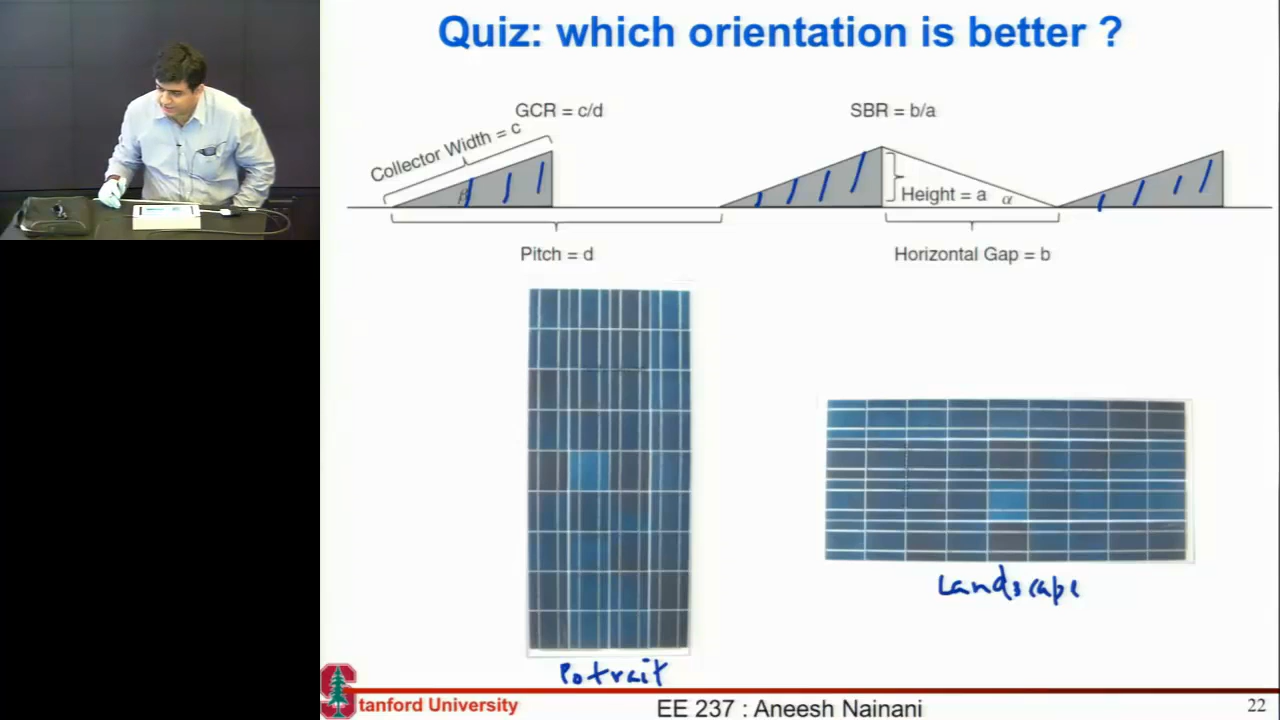 Quiz: which orientation is better ?
GCR = c/d
SBR = b/a
Collector Width = c
β
Height = a
α
Pitch = d
Horizontal Gap = b
Landscape
Potrait
tanford University
EE 237 : Aneesh Nainani
22